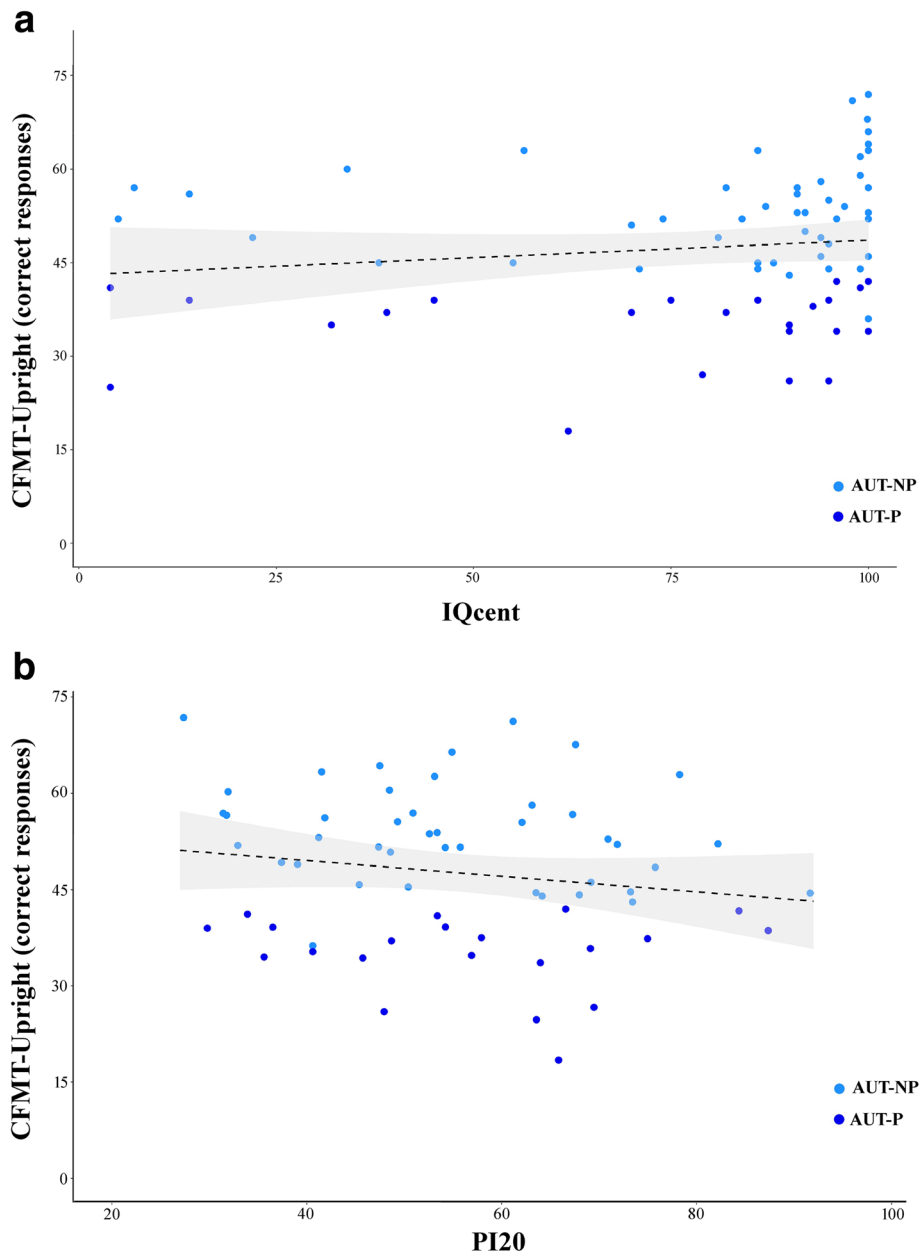 a
CFMT-Upright (correct responses)
75
60
45
30
15
0
AUT-NP
AUT-P
0 25 50 75 100
IQcent
b
CFMT-Upright (correct responses)
75
60
45
30
15
0
AUT-NP
AUT-P
20 40 60 80 100
PI20